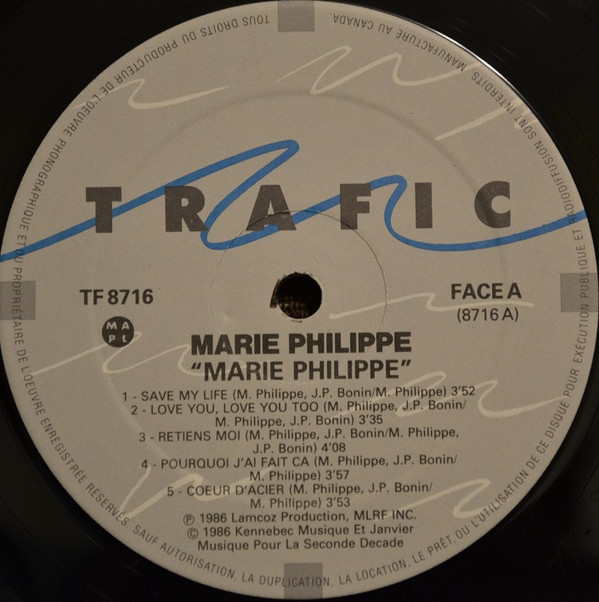 TRAFIC
TF 8716
FACE A
(8716 A)
MA
PL
MARIE PHILIPPE
"MARIE PHILIPPE"
1 - SAVE MY LIFE (M. Philippe, J.P. Bonin/M. Philippe) 3'52
2 - LOVE YOU, LOVE YOU TOO (M. Philippe, J.P. Bonin/
M. Philippe, J.P. Bonin) 3'35
3 - RETIENS MOI (M. Philippe, J.P. Bonin/M. Philippe,
J.P. Bonin) 4'08
4 - POURQUOI J'AI FAIT CA (M. Philippe, J.P. Bonin/
M. Philippe) 3'57
5 - COEUR D'ACIER (M. Philippe, J.P. Bonin/
M. Philippe) 3'53
℗ 1986 Lamcoz Production, MLRF INC.
© 1986 Kennebec Musique Et Janvier
Musique Pour La Seconde Decade
TOUS DROITS DU PRODUCTEUR DE L'OEUVRE PHONOGRAPHIQUE ET DU PROPRIÉTAIRE DE L'OEUVRE ENREGISTRÉE RÉSERVÉS. SAUF AUTORISATION, LA DUPLICATION, LA LOCATION, LE PRÊT, OU L'UTILISATION DE CE DISQUE POUR EXÉCUTION PUBLIQUE ET RADIODIFFUSION SONT INTERDITS. MANUFACTURÉ AU CANADA.